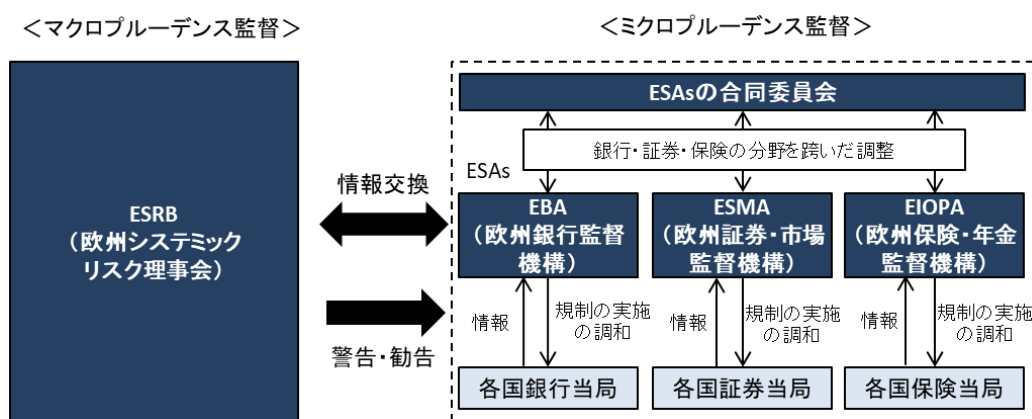 ＜マクロプルーデンス監督＞
＜ミクロプルーデンス監督＞
ESRB
（欧州システミック
リスク理事会）
情報交換
警告・勧告
ESAsの合同委員会
銀行・証券・保険の分野を跨いだ調整
ESAs
EBA
（欧州銀行監督
機構）
ESMA
（欧州証券・市場
監督機構）
EIOPA
（欧州保険・年金
監督機構）
情報
規制の実施
の調和
情報
規制の実施
の調和
情報
規制の実施
の調和
各国銀行当局
各国証券当局
各国保険当局